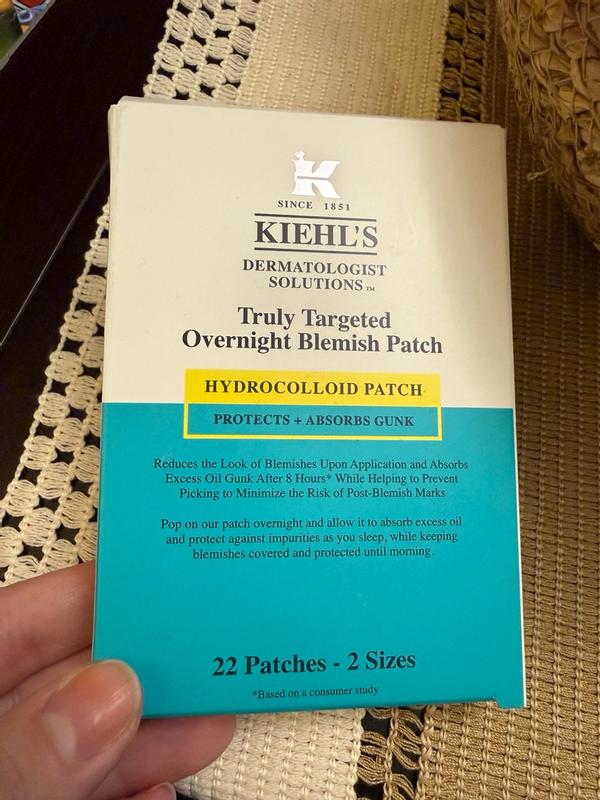 K
SINCE 1851
KIEHL'S
DERMATOLOGIST
SOLUTIONS™
Truly Targeted
Overnight Blemish Patch
HYDROCOLLOID PATCH
PROTECTS + ABSORBS GUNK
Reduces the Look of Blemishes Upon Application and Absorbs
Excess Oil Gunk After 8 Hours* While Helping to Prevent
Picking to Minimize the Risk of Post-Blemish Marks
Pop on our patch overnight and allow it to absorb excess oil
and protect against impurities as you sleep, while keeping
blemishes covered and protected until morning.
22 Patches - 2 Sizes
*Based on a consumer study